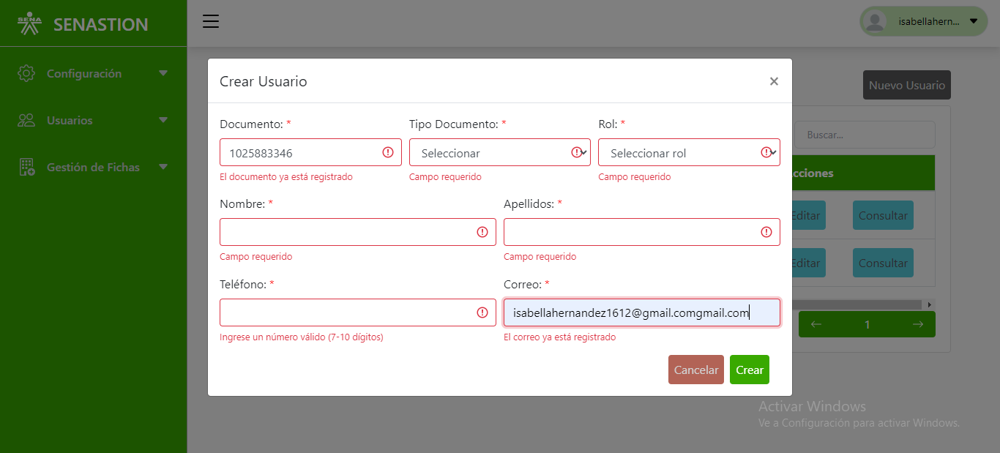 SENA
SENASTION
isabellahern...
Configuración
Usuarios
Gestión de Fichas
Nuevo Usuario
Buscar...
cciones
Editar Consultar
Editar Consultar
1
Crear Usuario
×
Documento: * Tipo Documento: * Rol: *
1025883346 Seleccionar Seleccionar rol
El documento ya está registrado Campo requerido Campo requerido
Nombre: * Apellidos: *
Campo requerido Campo requerido
Teléfono: * Correo: *
isabellahernandez1612@gmail.comgmail.com
Ingrese un número válido (7-10 dígitos) El correo ya está registrado
Cancelar Crear
Activar Windows
Ve a Configuración para activar Windows.